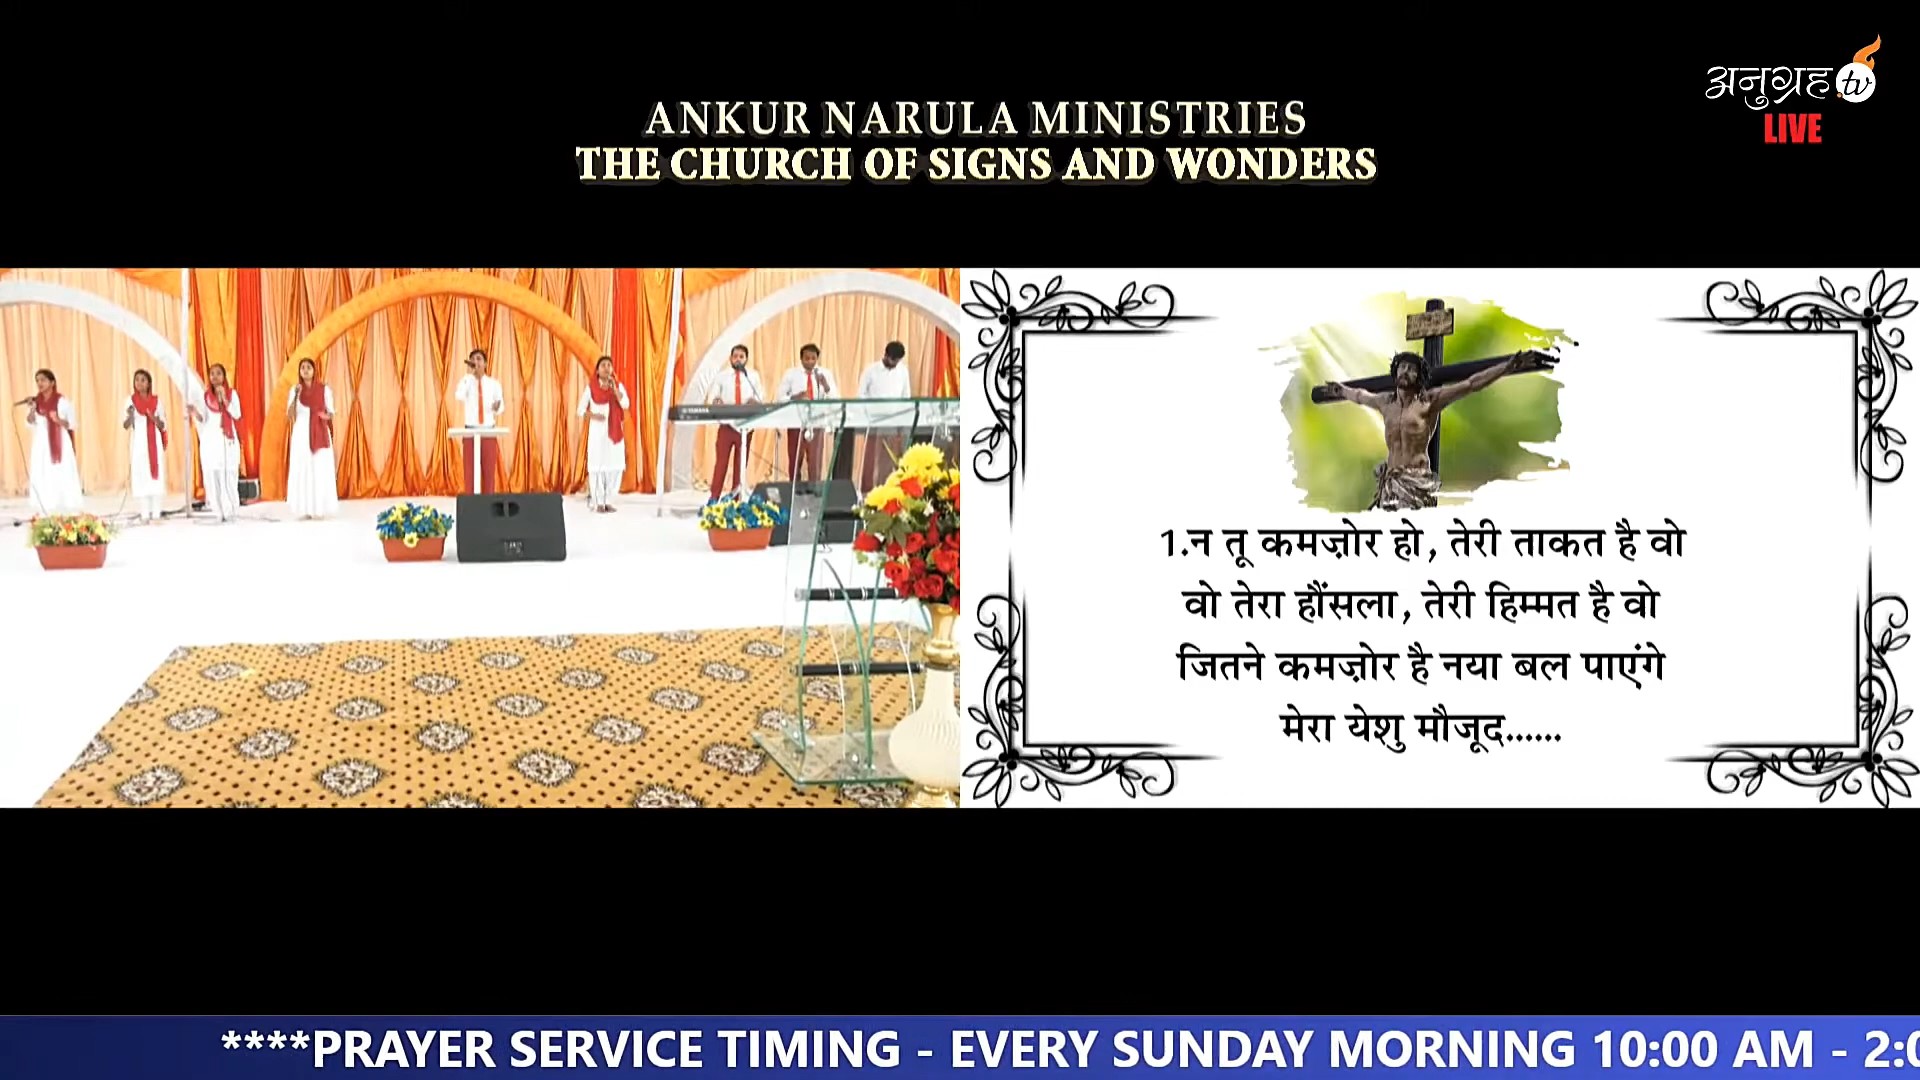 अनुग्रह.tv
LIVE
ANKUR NARULA MINISTRIES
THE CHURCH OF SIGNS AND WONDERS
1.न तू कमज़ोर हो, तेरी ताकत है वो
वो तेरा हौंसला, तेरी हिम्मत है वो
जितने कमज़ोर है नया बल पाएंगे
मेरा येशु मौजूद......
****PRAYER SERVICE TIMING - EVERY SUNDAY MORNING 10:00 AM - 2:0